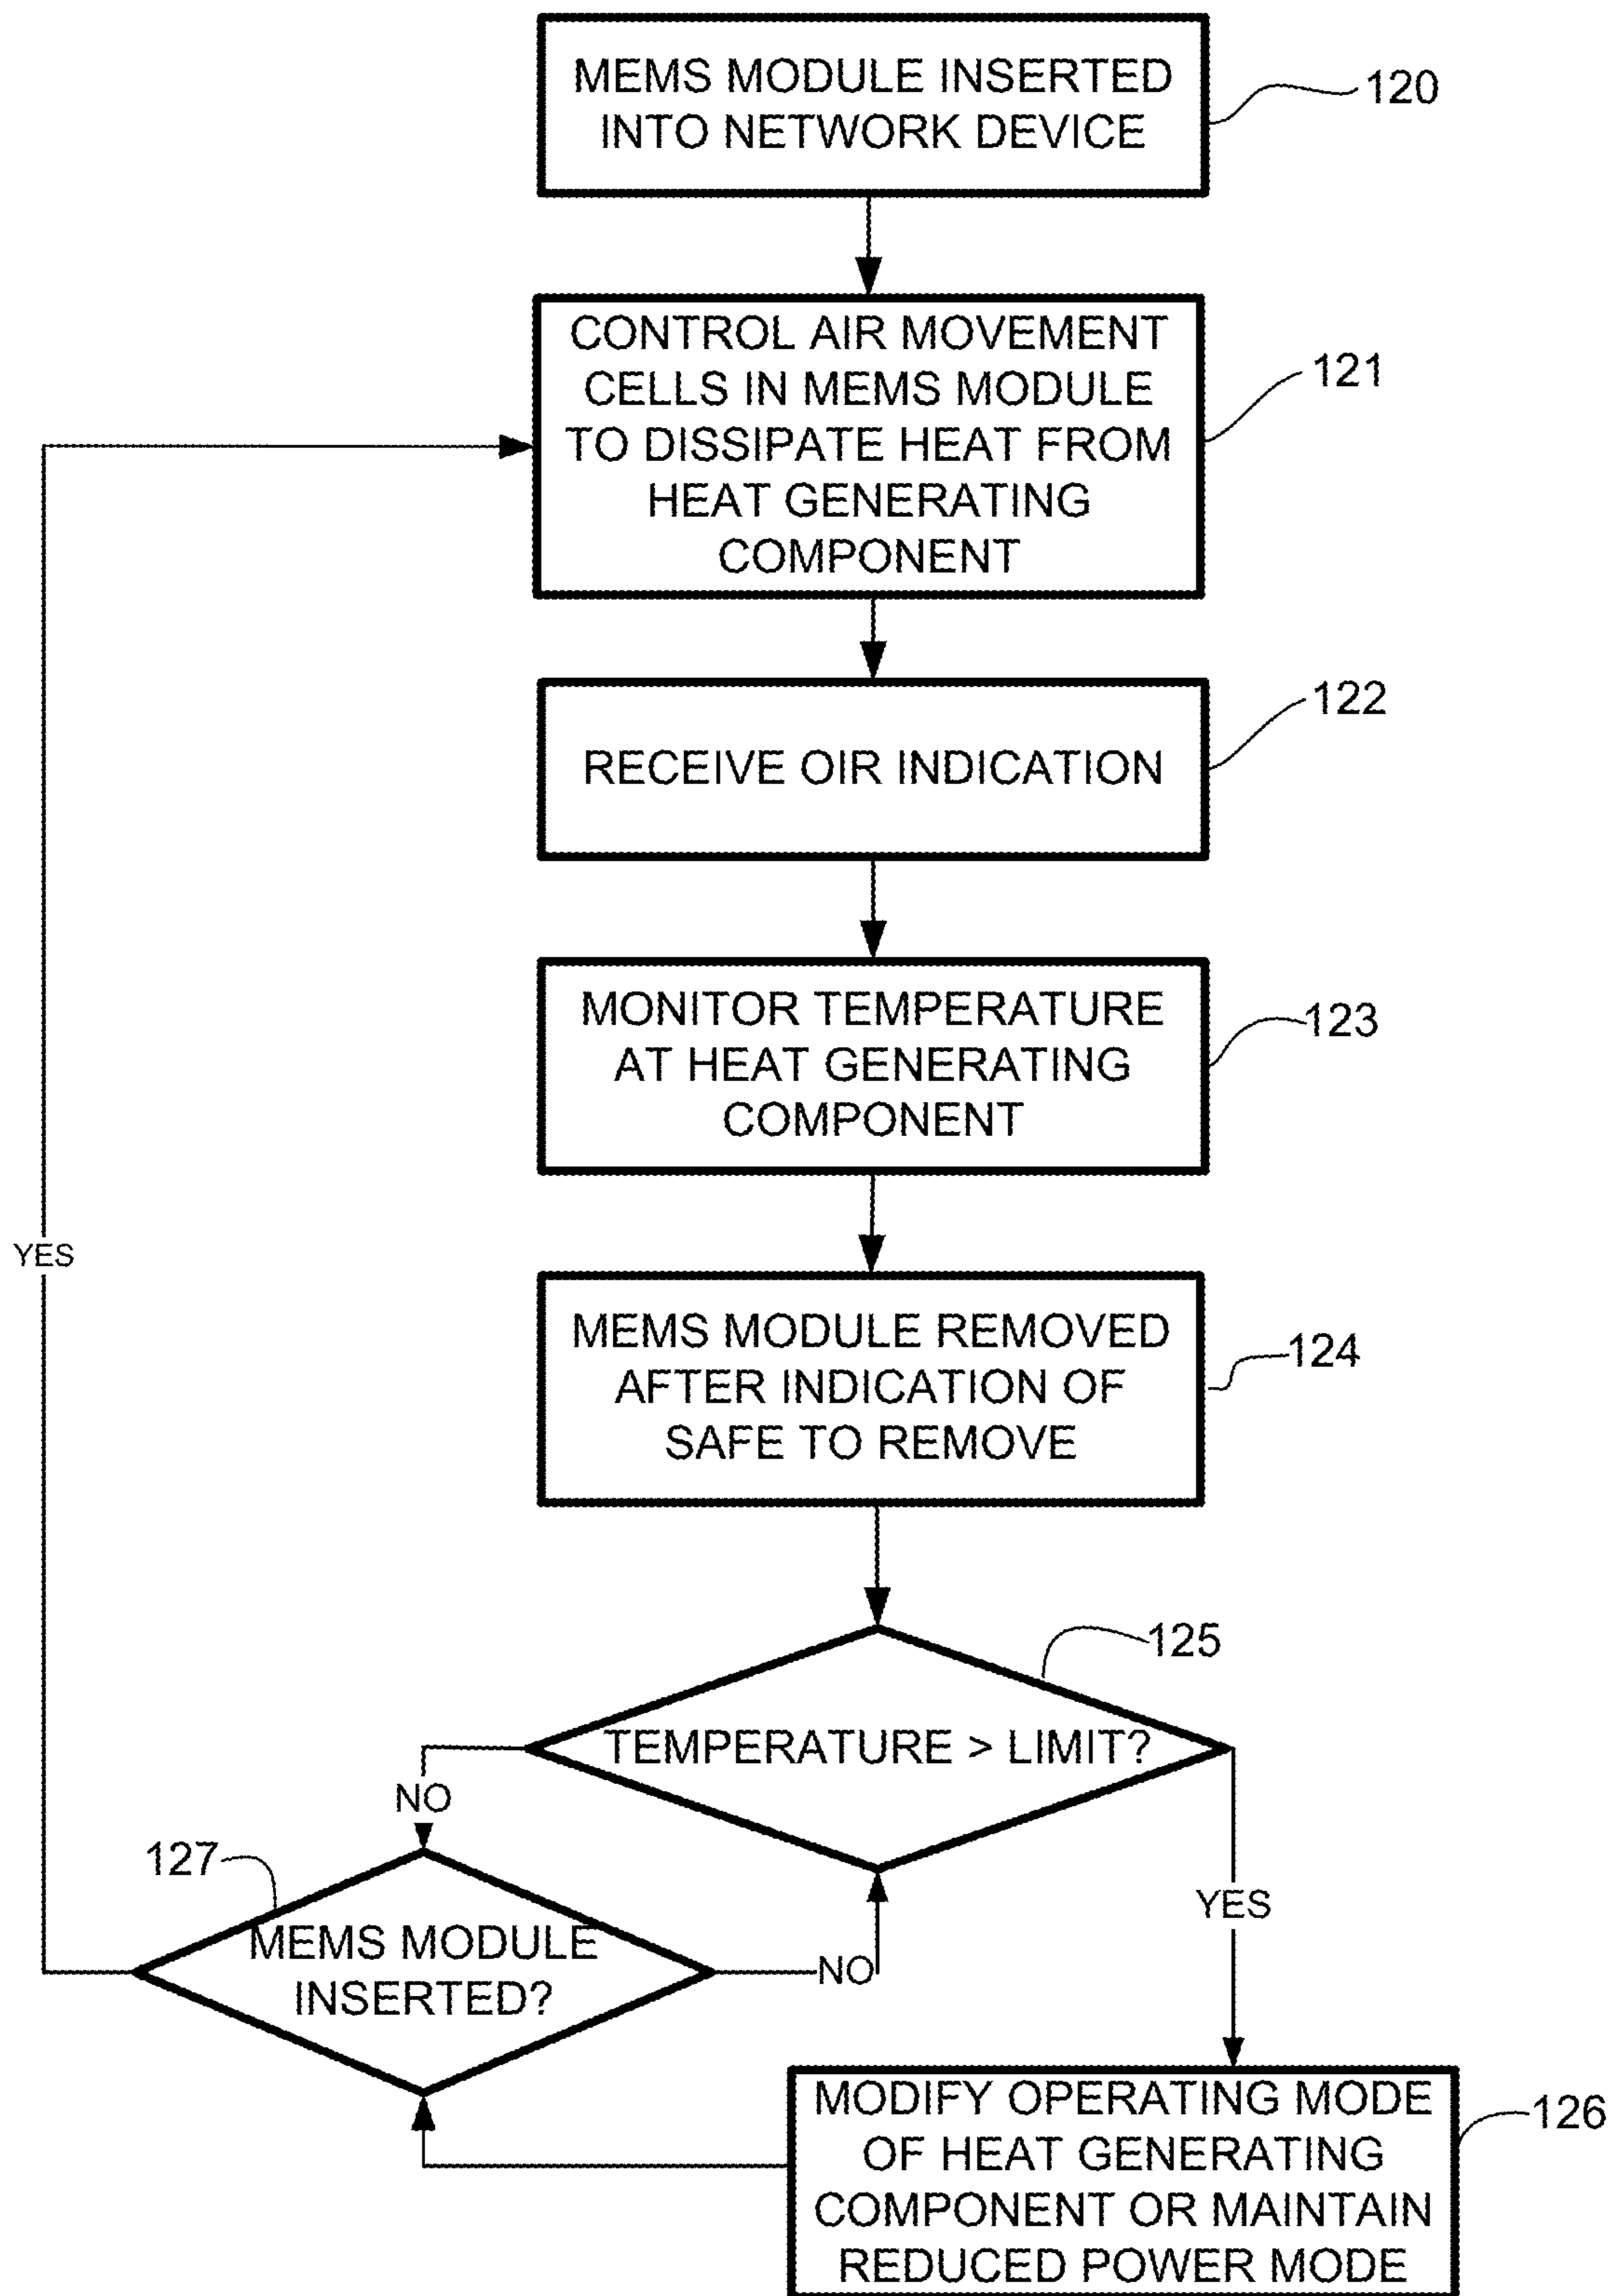 MEMS MODULE INSERTED
INTO NETWORK DEVICE
120
CONTROL AIR MOVEMENT
CELLS IN MEMS MODULE
TO DISSIPATE HEAT FROM
HEAT GENERATING
COMPONENT
121
RECEIVE OIR INDICATION
122
MONITOR TEMPERATURE
AT HEAT GENERATING
COMPONENT
123
YES
MEMS MODULE REMOVED
AFTER INDICATION OF
SAFE TO REMOVE
124
125
TEMPERATURE > LIMIT?
NO
127
YES
MEMS MODULE
INSERTED?
NO
MODIFY OPERATING MODE
OF HEAT GENERATING
COMPONENT OR MAINTAIN
REDUCED POWER MODE
126